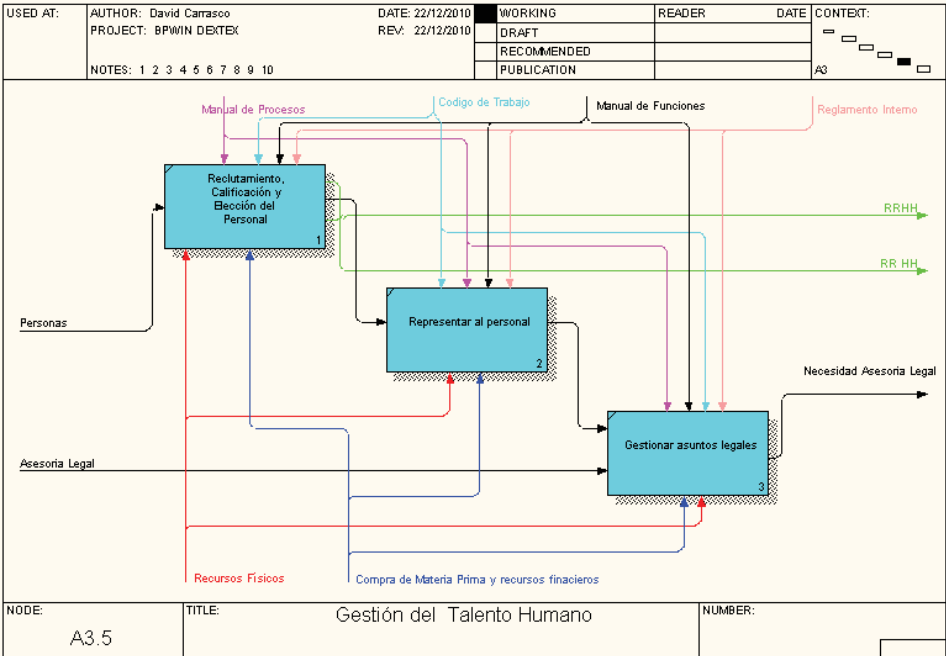 USED AT:
AUTHOR: David Carrasco
DATE: 22/12/2010
WORKING
READER
DATE
CONTEXT:
PROJECT: BPWIN DEXTEX
REV: 22/12/2010
DRAFT
RECOMMENDED
NOTES: 1 2 3 4 5 6 7 8 9 10
PUBLICATION
A3
Manual de Procesos
Codigo de Trabajo
Manual de Funciones
Reglamento Interno
Reclutamiento,
Calificación y
Elección del
Personal
1
RRHH
RR HH
Personas
Representar al personal
2
Necesidad Asesoria Legal
Gestionar asuntos legales
3
Asesoria Legal
Recursos Físicos
Compra de Materia Prima y recursos finacieros
NODE:
A3.5
TITLE:
Gestión del Talento Humano
NUMBER: